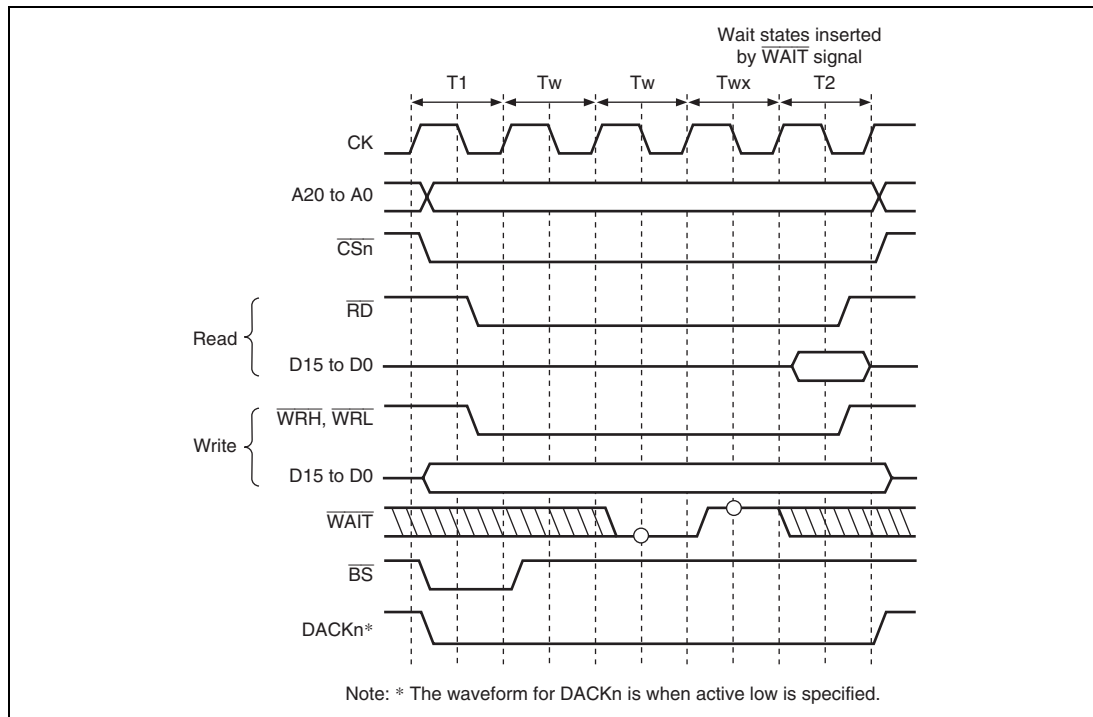 Wait states inserted
by WAIT signal
T1 Tw Tw Twx T2
CK
A20 to A0
CSn
RD
Read
D15 to D0
WRH, WRL
Write
D15 to D0
WAIT
BS
DACKn*
Note: * The waveform for DACKn is when active low is specified.